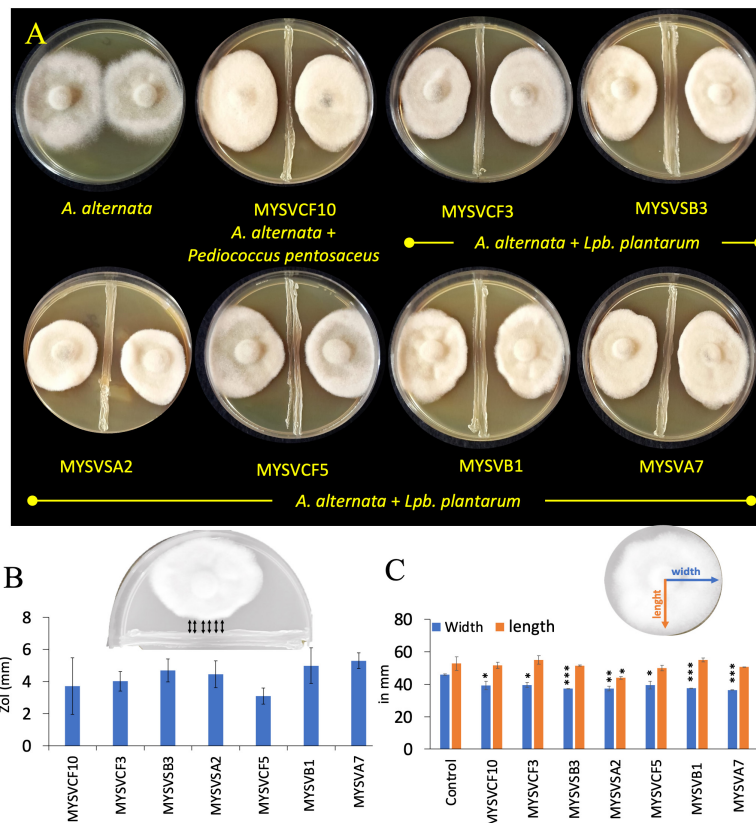 A
A. alternata
MYSVCF10
MYSVCF3
MYSVSB3
A. alternata +
Pediococcus pentosaceus
A. alternata + Lpb. plantarum
MYSVSA2
MYSVCF5
MYSVB1
MYSVA7
A. alternata + Lpb. plantarum
B
ZoI (mm)
8
6
4
2
0
MYSVCF10
MYSVCF3
MYSVSB3
MYSVSA2
MYSVCF5
MYSVB1
MYSVA7
C
width
lenght
Width
length
in mm
80
60
40
20
0
*
*
***
**
*
*
***
***
Control
MYSVCF10
MYSVCF3
MYSVSB3
MYSVSA2
MYSVCF5
MYSVB1
MYSVA7